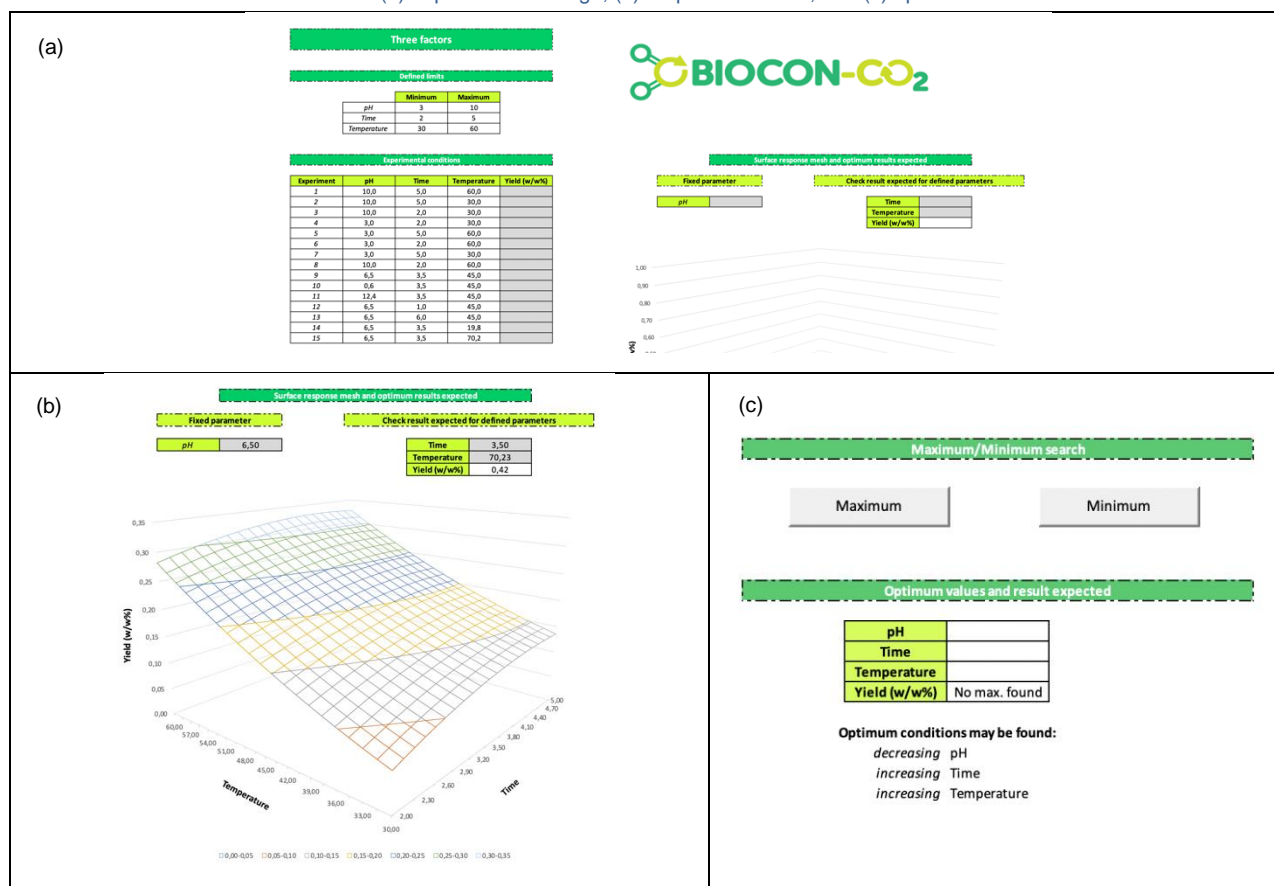 (a)
Three factors
Defined limits
Minimum Maximum
pH 3 10
Time 2 5
Temperature 30 60
BIOCON-CO2
Experimental conditions
Experiment pH Time Temperature Yield (w/w%)
1 10,0 5,0 60,0
2 10,0 5,0 30,0
3 10,0 2,0 30,0
4 3,0 2,0 30,0
5 3,0 5,0 60,0
6 3,0 2,0 60,0
7 3,0 5,0 30,0
8 10,0 2,0 60,0
9 6,5 3,5 45,0
10 0,6 3,5 45,0
11 12,4 3,5 45,0
12 6,5 1,0 45,0
13 6,5 6,0 45,0
14 6,5 3,5 19,8
15 6,5 3,5 70,2
Surface response mesh and optimum results expected
Fixed parameter Check result expected for defined parameters
pH
Time
Temperature
Yield (w/w%)
1,00
0,90
0,80
0,70
0,60
(b)
Surface response mesh and optimum results expected
Fixed parameter Check result expected for defined parameters
pH 6,50
Time 3,50
Temperature 70,23
Yield (w/w%) 0,42
0,35
0,30
0,25
0,20
0,15
0,10
0,05
0,00
Yield (w/w%)
60,00
57,00
54,00
51,00
48,00
45,00
42,00
39,00
36,00
33,00
30,00
Temperature
2,00
2,30
2,60
2,90
3,20
3,50
3,80
4,10
4,40
4,70
5,00
Time
0,00-0,05 0,05-0,10 0,10-0,15 0,15-0,20 0,20-0,25 0,25-0,30 0,30-0,35
(c)
Maximum/Minimum search
Maximum Minimum
Optimum values and result expected
pH
Time
Temperature
Yield (w/w%) No max. found
Optimum conditions may be found:
decreasing pH
increasing Time
increasing Temperature